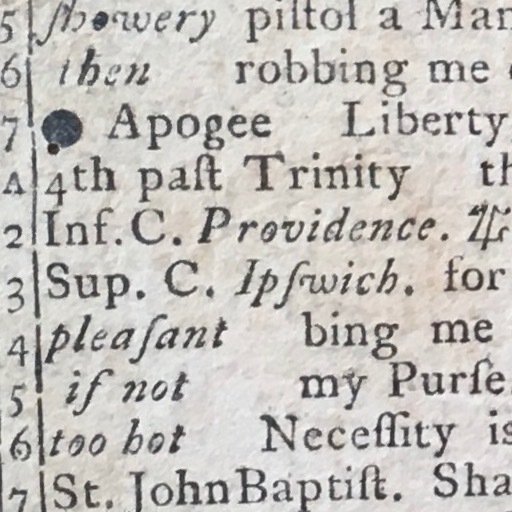 5 ſhowery piſtol a Man
6 then robbing me
7 Apogee Liberty
A 4th paſt Trinity th
2 Inf. C. Providence.
3 Sup. C. Ipſwich. for
4 pleaſant bing me
5 if not my Purſe
6 too hot Neceſſity is
7 St. John Baptiſt. Sha